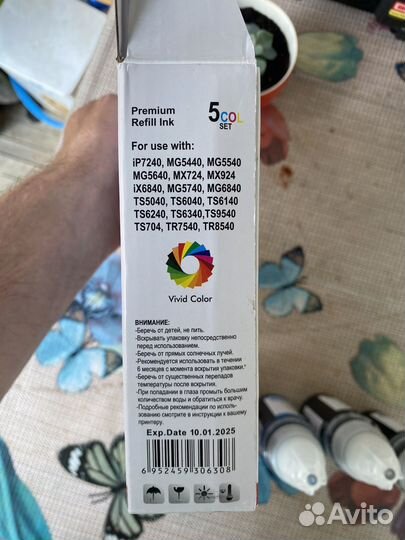 Premium
Refill Ink
5COL
SET
For use with:
iP7240, MG5440, MG5540
MG5640, MX724, MX924
iX6840, MG5740, MG6840
TS5040, TS6040, TS6140
TS6240, TS6340,TS9540
TS704, TR7540, TR8540
Vivid Color
ВНИМАНИЕ:
-Беречь от детей, не пить.
-Вскрывать упаковку непосредственно
перед использованием.
-Беречь от прямых солнечных лучей.
-Рекомендуется использовать в течении
6 месяцев с момента вскрытия упаковки.*
-Беречь от существенных перепадов
температуры после вскрытия.
-При попадании в глаза промыть большим
количеством воды и обратиться к врачу.
-Подробные рекомендации по исполь-
зованию смотрите в инструкции к вашему
принтеру.
Exp.Date 10.01.2025
6 952459 306308
Avito